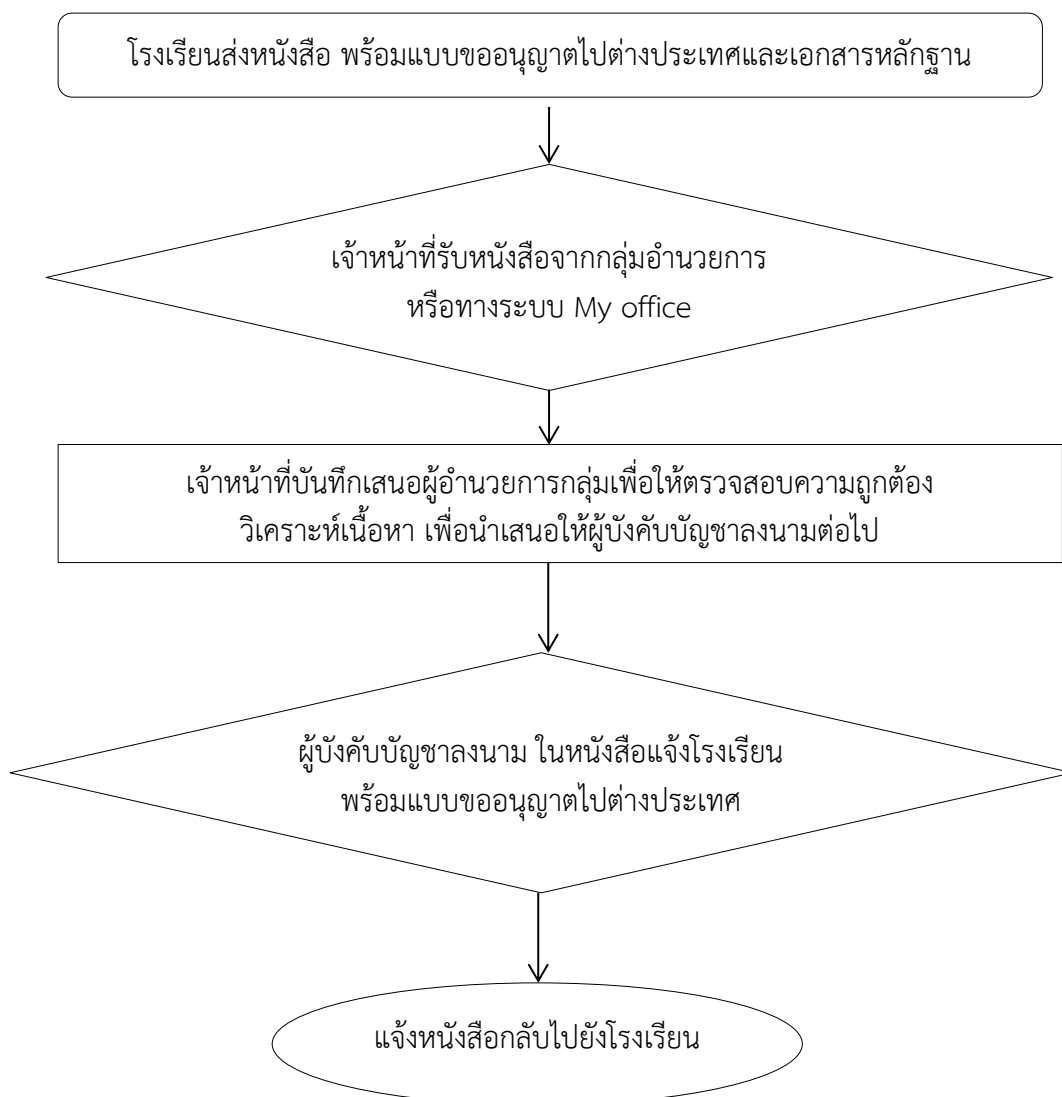 โรงเรียนส่งหนังสือ พร้อมแบบขออนุญาตไปต่างประเทศและเอกสารหลักฐาน
เจ้าหน้าที่รับหนังสือจากกลุ่มอำนวยการ
หรือทางระบบ My office
เจ้าหน้าที่บันทึกเสนอผู้อำนวยการกลุ่มเพื่อให้ตรวจสอบความถูกต้อง
วิเคราะห์เนื้อหา เพื่อนำเสนอให้ผู้บังคับบัญชาลงนามต่อไป
ผู้บังคับบัญชาลงนาม ในหนังสือแจ้งโรงเรียน
พร้อมแบบขออนุญาตไปต่างประเทศ
แจ้งหนังสือกลับไปยังโรงเรียน